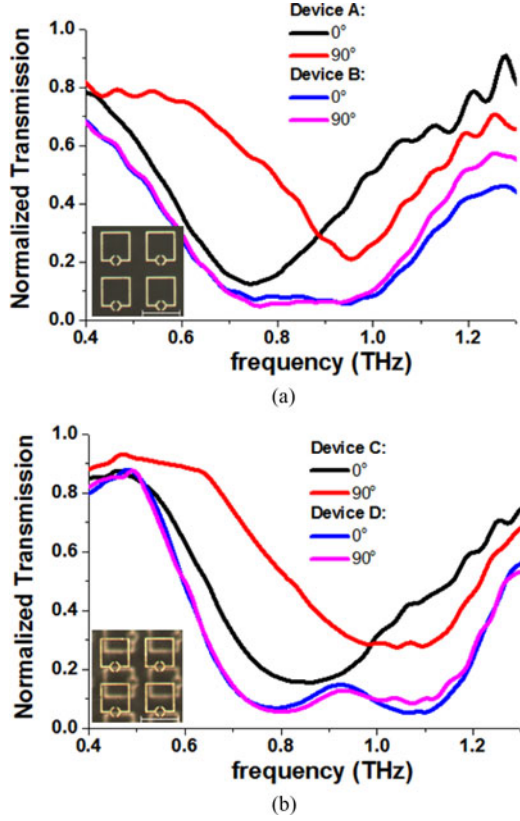 Device A:
0°
90°
Device B:
0°
90°
Normalized Transmission
1.0
0.8
0.6
0.4
0.2
0.0
0.4 0.6 0.8 1.0 1.2
frequency (THz)
(a)
Device C:
0°
90°
Device D:
0°
90°
Normalized Transmission
1.0
0.8
0.6
0.4
0.2
0.0
0.4 0.6 0.8 1.0 1.2
frequency (THz)
(b)